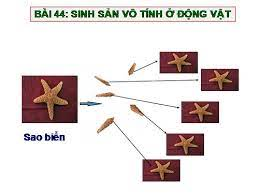 BÀI 44: SINH SẢN VÔ TÍNH Ở ĐỘNG VẬT
Sao biển